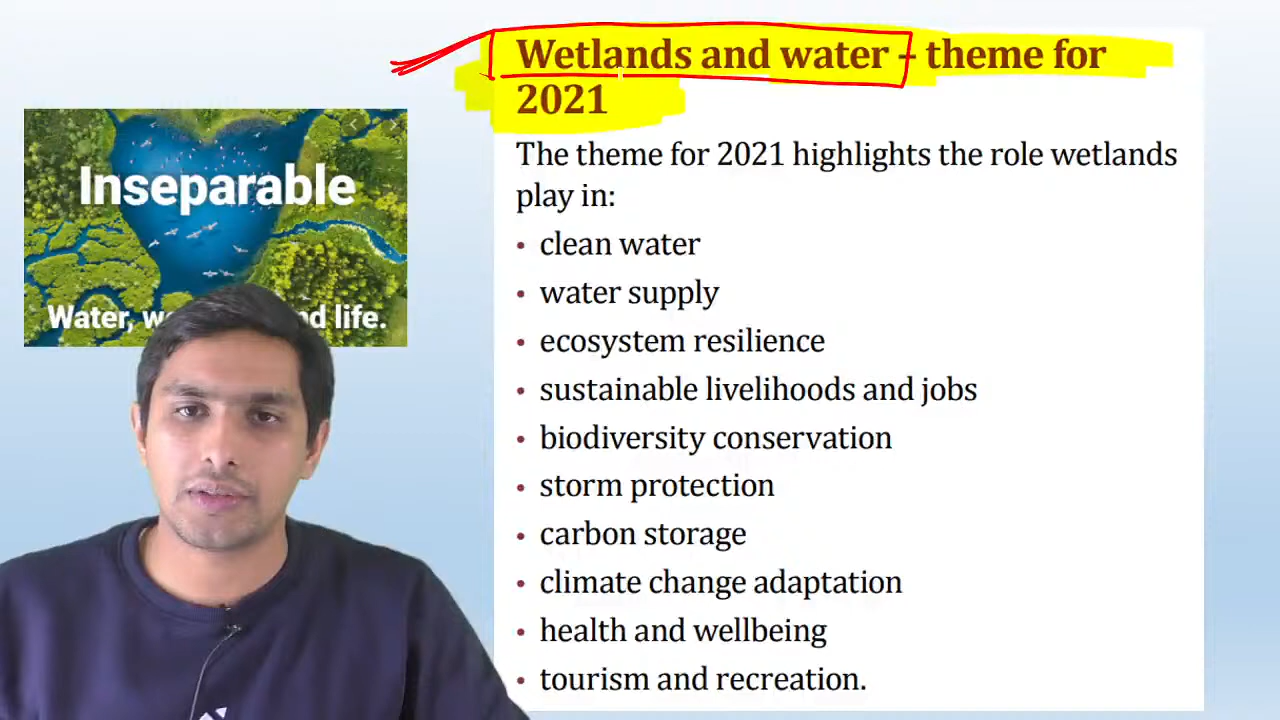 Wetlands and water – theme for
2021
The theme for 2021 highlights the role wetlands
play in:
• clean water
• water supply
• ecosystem resilience
• sustainable livelihoods and jobs
• biodiversity conservation
• storm protection
• carbon storage
• climate change adaptation
• health and wellbeing
• tourism and recreation.
Inseparable
Water, life.